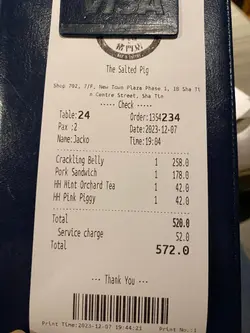 The Salted Pig
Shop 702, 7/F, New Town Plaza Phase 1, 18 Sha Ti
n Centre Street, Sha Tin
Check
Table:24 Order:1354234
Pax :2 Date:2023-12-07
Name:Jacko Time:19:04
Crackling Belly 1 258.0
Pork Sandwich 1 178.0
HH Mint Orchard Tea 1 42.0
HH Pink Piggy 1 42.0
Total 520.0
Service charge 52.0
Total 572.0
Thank You
Print Time:2023-12-07 19:44:21 Print No.:1